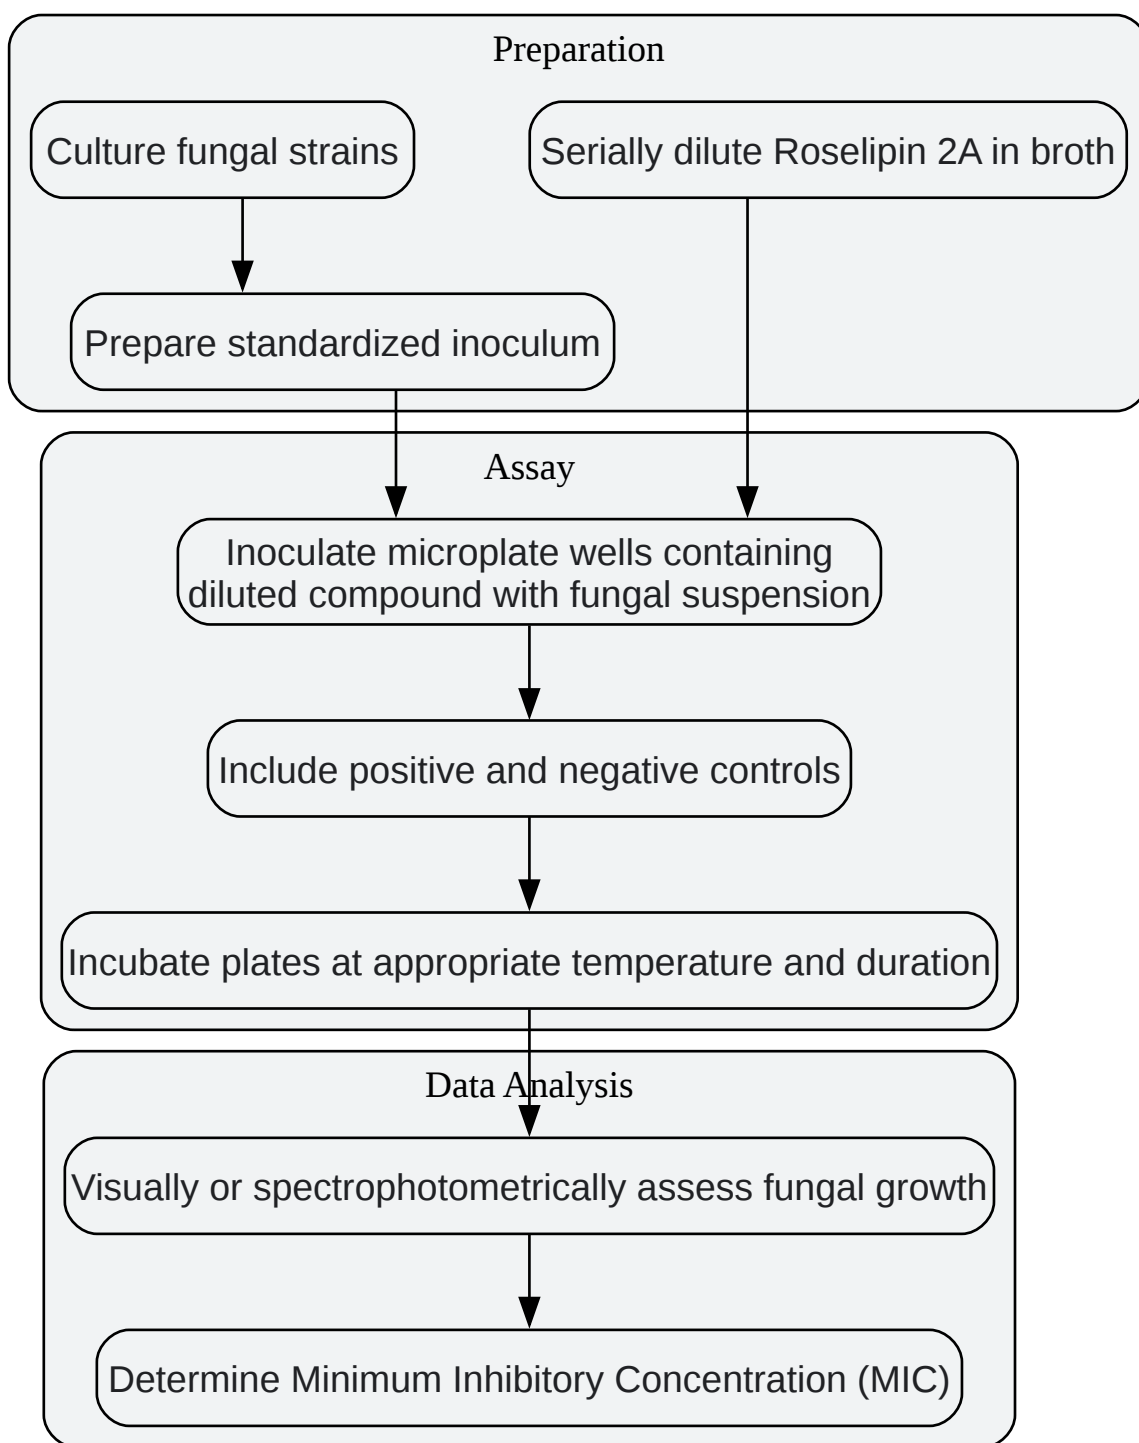 Preparation
Culture fungal strains
Serially dilute Roselipin 2A in broth
Prepare standardized inoculum
Assay
Inoculate microplate wells containing
diluted compound with fungal suspension
Include positive and negative controls
Incubate plates at appropriate temperature and duration
Data Analysis
Visually or spectrophotometrically assess fungal growth
Determine Minimum Inhibitory Concentration (MIC)